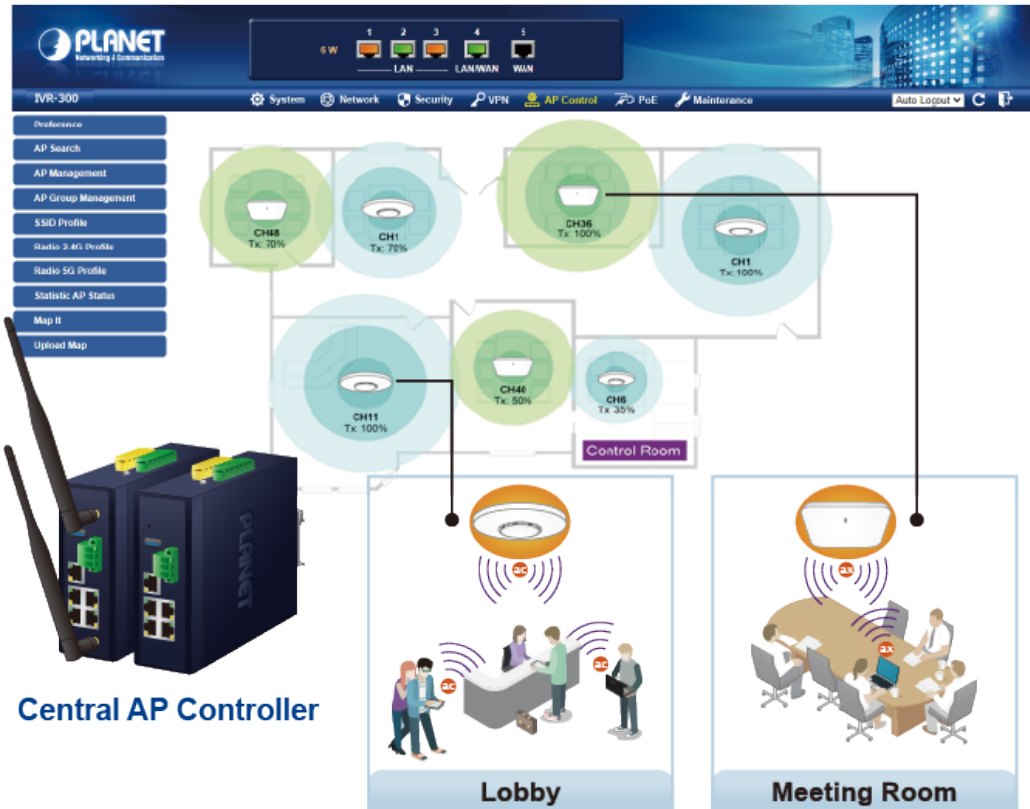 PLANET
Networking & Communication
1 2 3 4 5
6 W
LAN LAN/WAN WAN
IVR-300
System Network Security VPN AP Control PoE Maintenance
Auto Logout
Preference
AP Search
AP Management
AP Group Management
SSID Profile
Radio 2.4G Profile
Radio 5G Profile
Statistic AP Status
Map It
Upload Map
CH48
Tx: 70%
CH1
Tx: 70%
CH36
Tx: 100%
CH1
Tx: 100%
CH11
Tx: 100%
CH40
Tx: 50%
CH6
Tx: 35%
Control Room
PLANET
Central AP Controller
ac
ac
ac
Lobby
ax
ax
Meeting Room